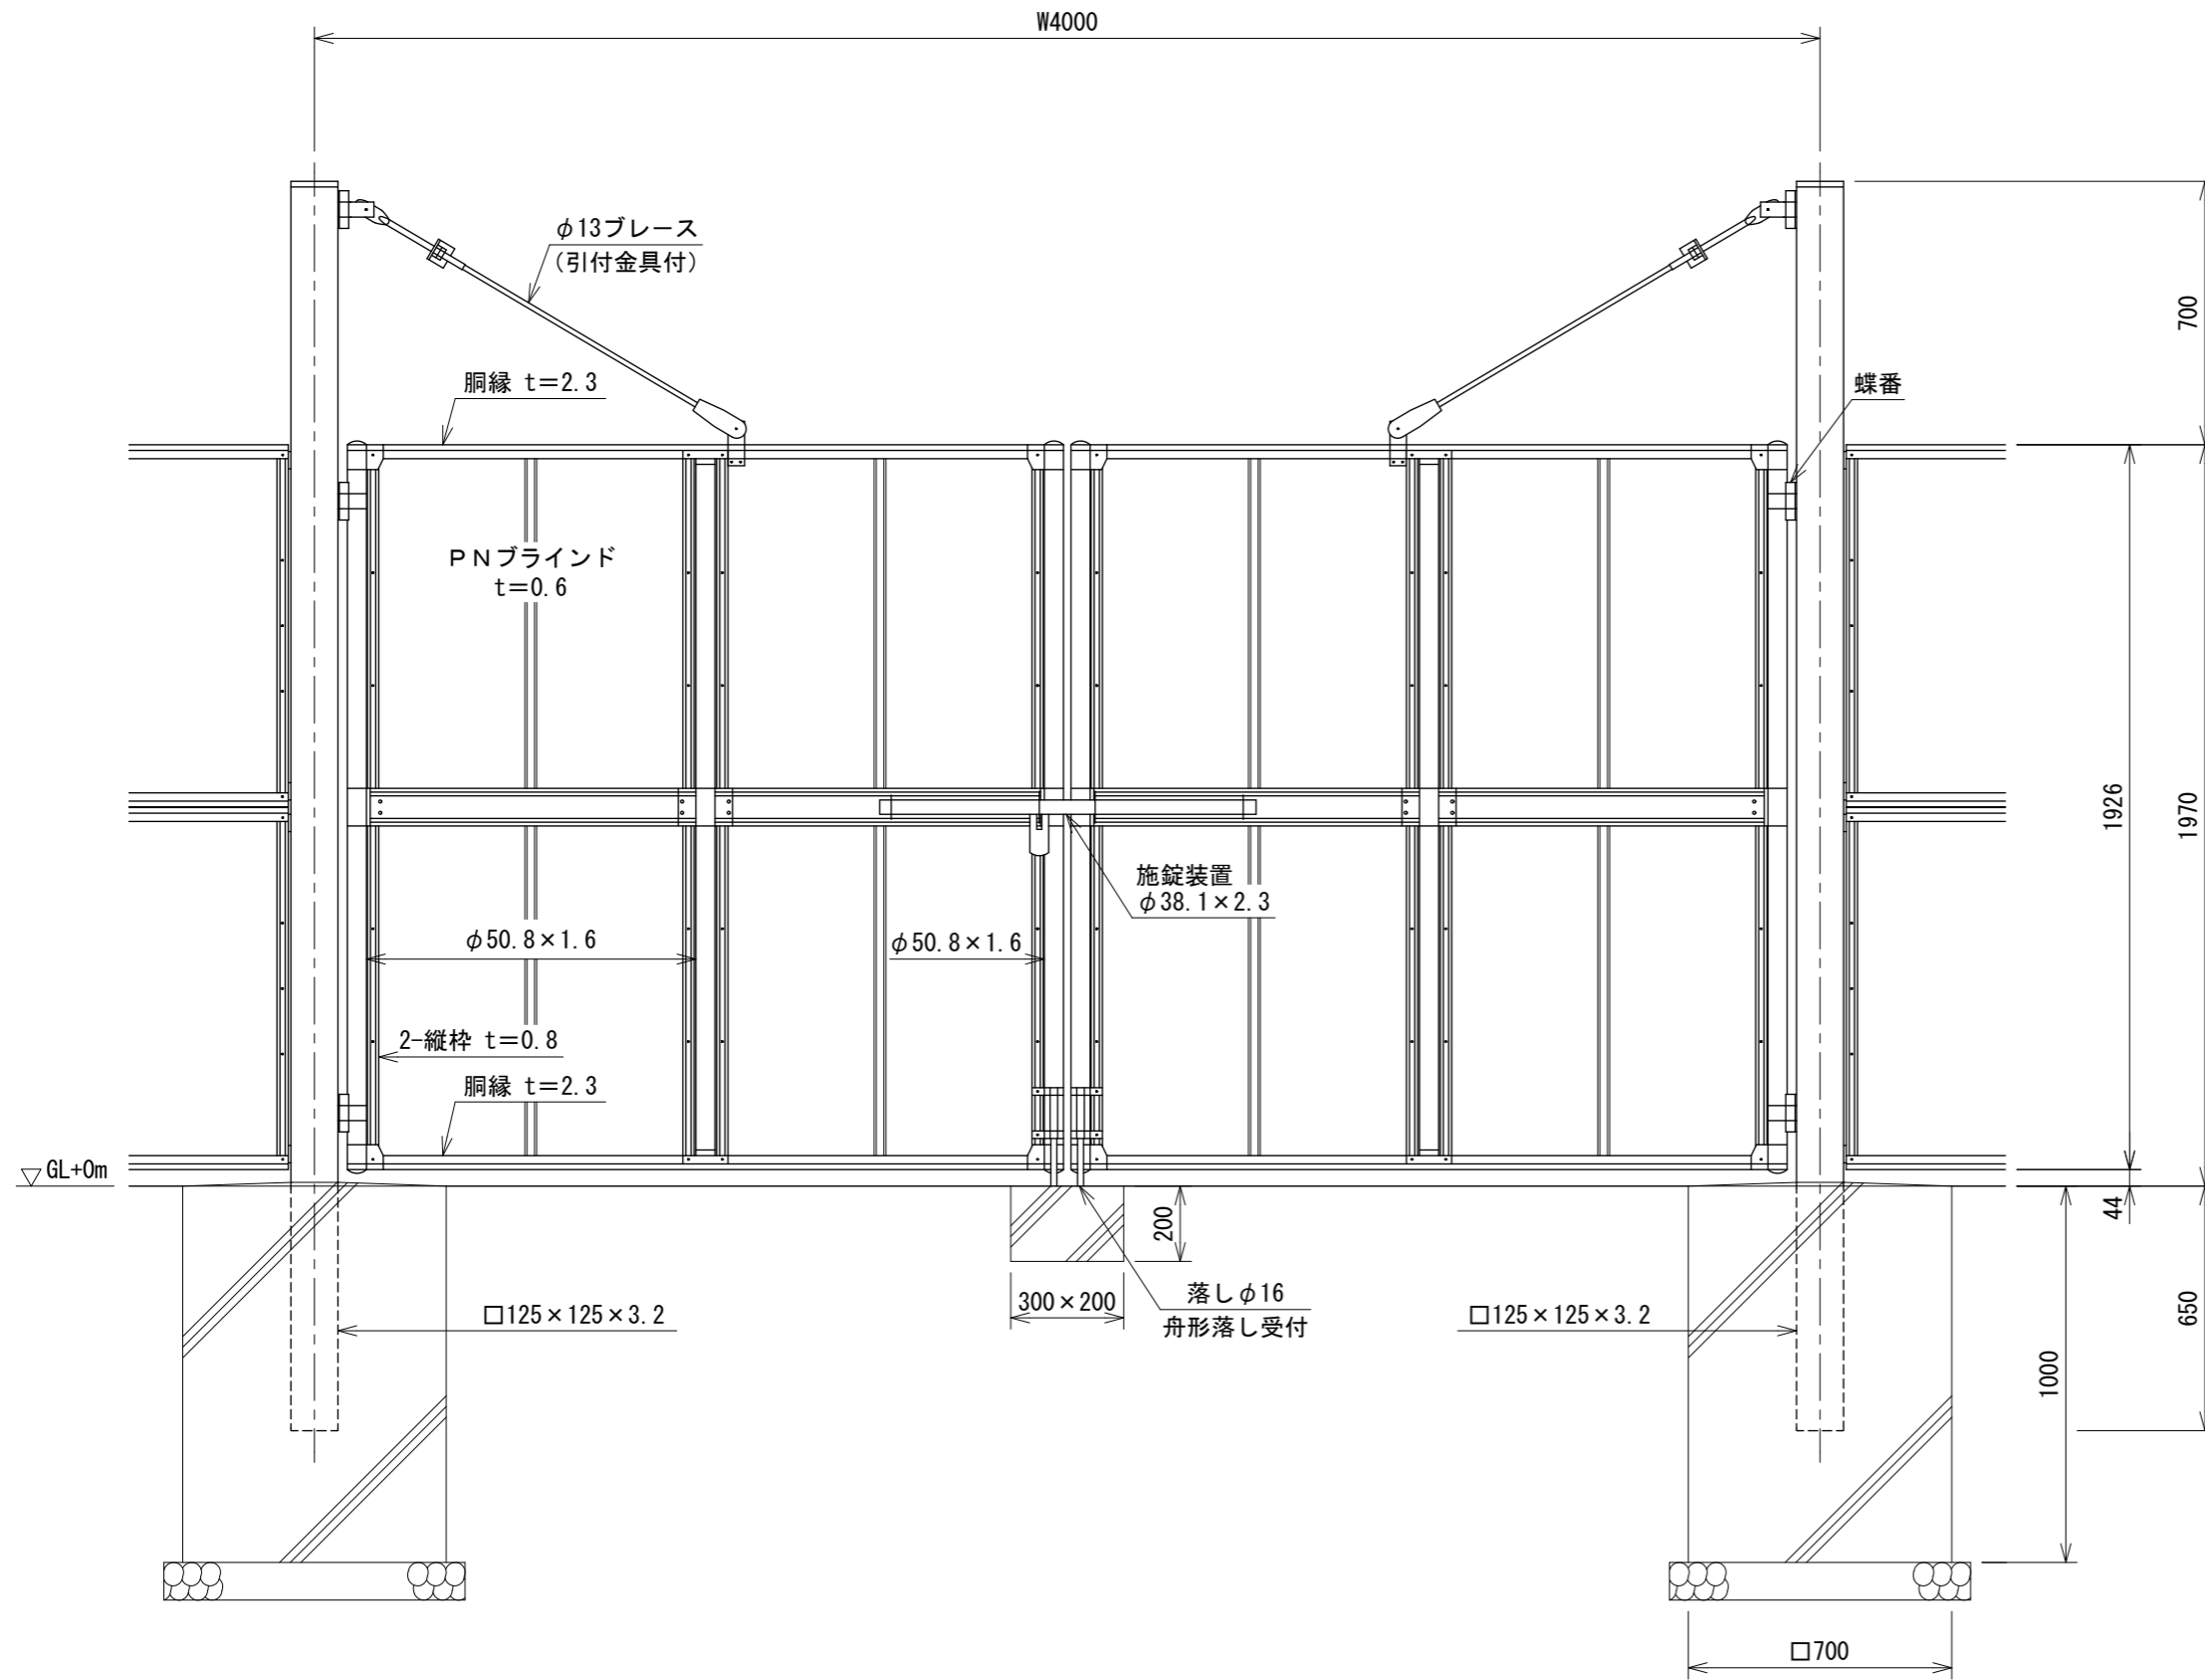 W4000
φ13ブレース
(引付金具付)
700
胴縁 t=2.3
蝶番
PNブラインド
t=0.6
1926
1970
施錠装置
φ38.1×2.3
φ50.8×1.6
φ50.8×1.6
2-縦枠 t=0.8
胴縁 t=2.3
▽ GL+0m
44
200
300×200
落しφ16
舟形落し受付
□125×125×3.2
□125×125×3.2
650
1000
□700